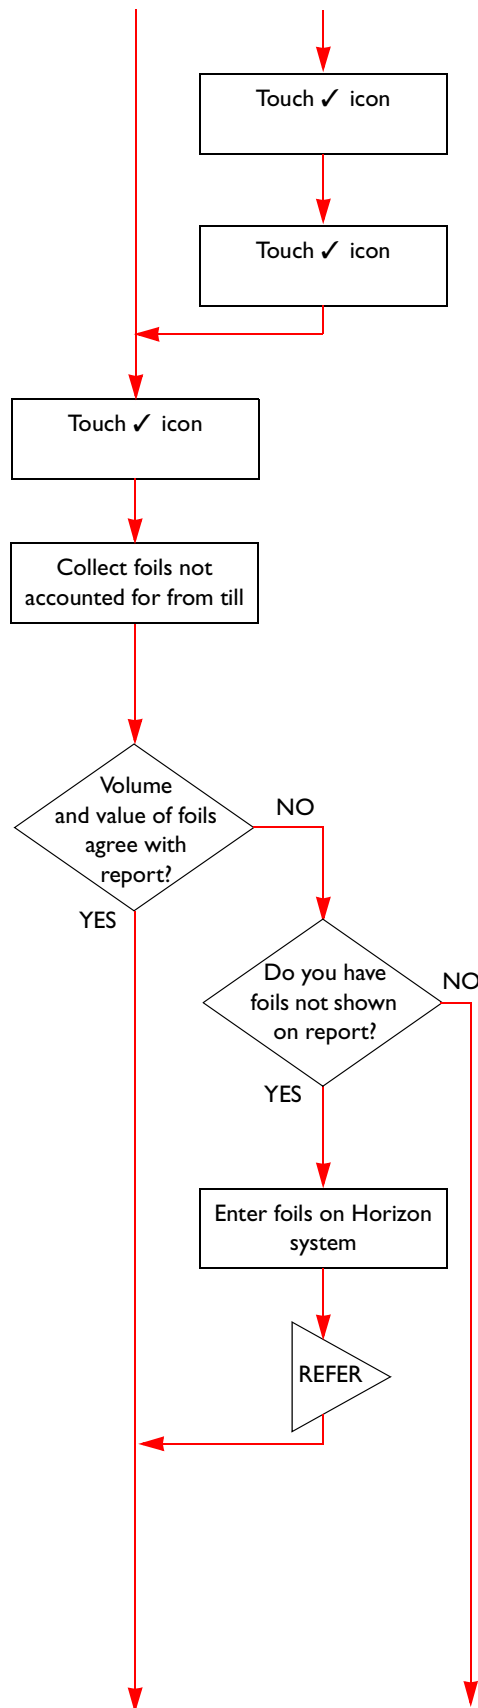 Touch ✓ icon
Touch ✓ icon
Touch ✓ icon
Collect foils not
accounted for from till
Volume
and value of foils
agree with
report?
NO
YES
Do you have
foils not shown
on report?
NO
YES
Enter foils on Horizon
system
REFER